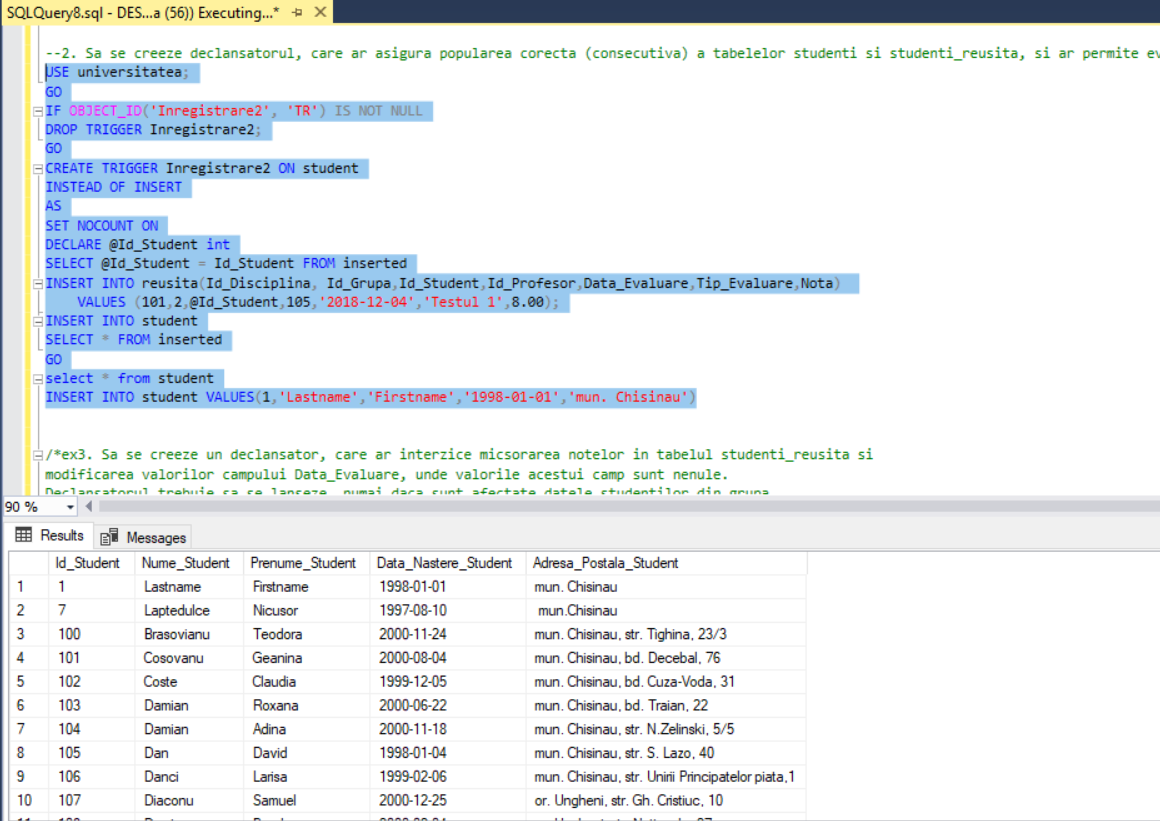 SQLQuery8.sql - DES...a (56)) Executing...*
--2. Sa se creeze declansatorul, care ar asigura popularea corecta (consecutiva) a tabelelor studenti si studenti_reusita, si ar permite ev
USE universitatea;
GO
IF OBJECT_ID('Inregistrare2', 'TR') IS NOT NULL
DROP TRIGGER Inregistrare2;
GO
CREATE TRIGGER Inregistrare2 ON student
INSTEAD OF INSERT
AS
SET NOCOUNT ON
DECLARE @Id_Student int
SELECT @Id_Student = Id_Student FROM inserted
INSERT INTO reusita(Id_Disciplina, Id_Grupa,Id_Student,Id_Profesor,Data_Evaluare,Tip_Evaluare,Nota)
VALUES (101,2,@Id_Student,105,'2018-12-04','Testul 1',8.00);
INSERT INTO student
SELECT * FROM inserted
GO
select * from student
INSERT INTO student VALUES(1,'Lastname','Firstname','1998-01-01','mun. Chisinau')
/*ex3. Sa se creeze un declansator, care ar interzice micsorarea notelor in tabelul studenti_reusita si
modificarea valorilor campului Data_Evaluare, unde valorile acestui camp sunt nenule.
Declansatorul trebuie sa se lanseze, numai daca sunt afectate datele studentilor din grupa
90 %
Results Messages
Id_Student Nume_Student Prenume_Student Data_Nastere_Student Adresa_Postala_Student
1 1 Lastname Firstname 1998-01-01 mun. Chisinau
2 7 Laptedulce Nicusor 1997-08-10 mun.Chisinau
3 100 Brasovianu Teodora 2000-11-24 mun. Chisinau, str. Tighina, 23/3
4 101 Cosovanu Geanina 2000-08-04 mun. Chisinau, bd. Decebal, 76
5 102 Coste Claudia 1999-12-05 mun. Chisinau, bd. Cuza-Voda, 31
6 103 Damian Roxana 2000-06-22 mun. Chisinau, bd. Traian, 22
7 104 Damian Adina 2000-11-18 mun. Chisinau, str. N.Zelinski, 5/5
8 105 Dan David 1998-01-04 mun. Chisinau, str. S. Lazo, 40
9 106 Danci Larisa 1999-02-06 mun. Chisinau, str. Unirii Principatelor piata,1
10 107 Diaconu Samuel 2000-12-25 or. Ungheni, str. Gh. Cristiuc, 10